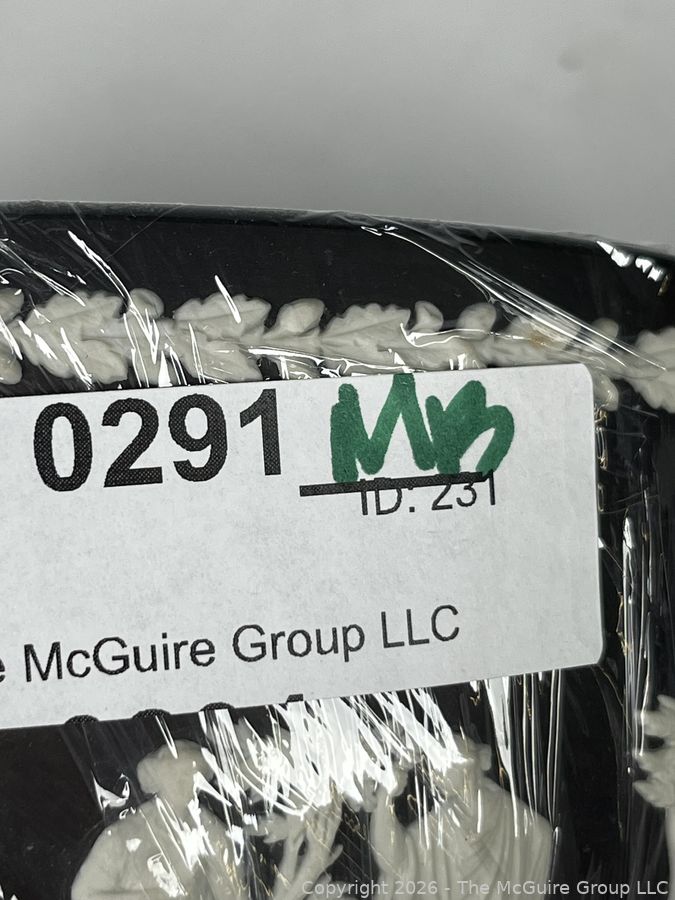 0291 MB
ID: 231
e McGuire Group LLC
Copyright 2026 - The McGuire Group LLC